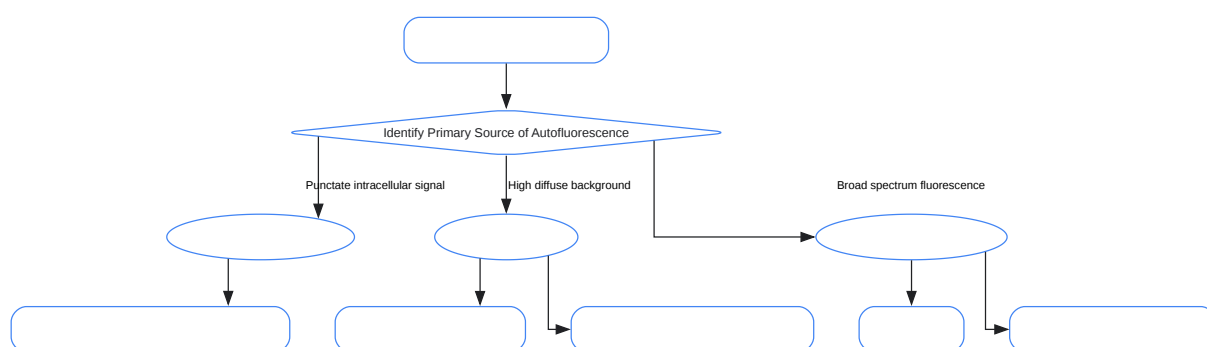 Identify Primary Source of Autofluorescence
Punctate intracellular signal
High diffuse background
Broad spectrum fluorescence